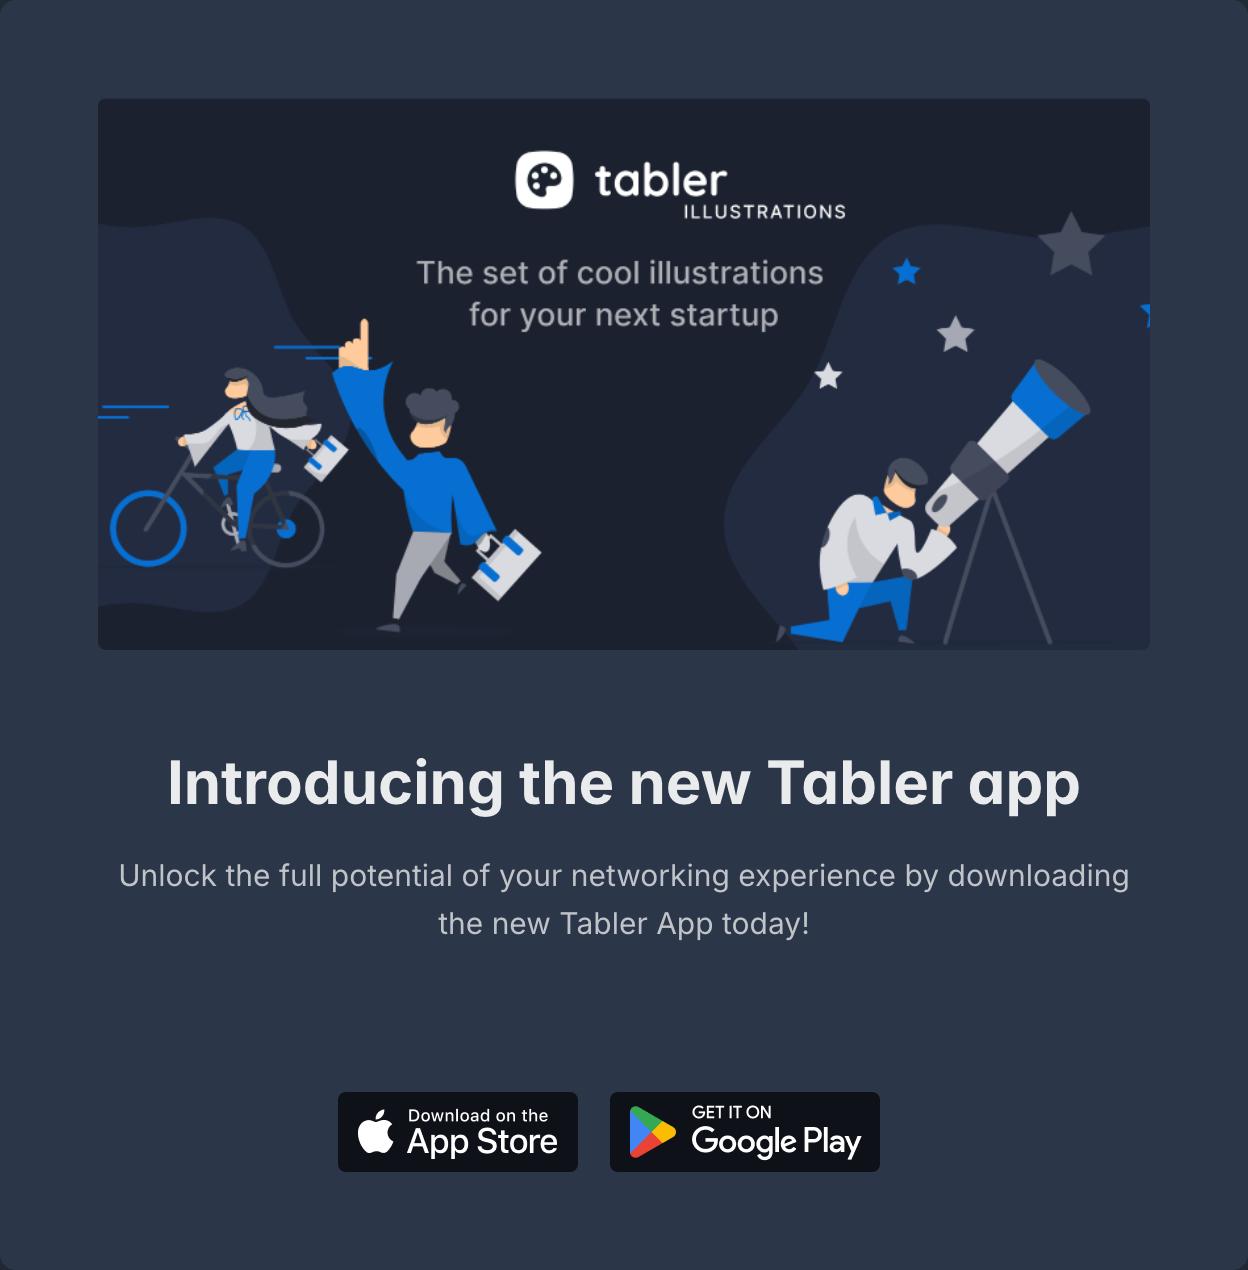 tabler
ILLUSTRATIONS
The set of cool illustrations
for your next startup
Introducing the new Tabler app
Unlock the full potential of your networking experience by downloading
the new Tabler App today!
Download on the
App Store
GET IT ON
Google Play